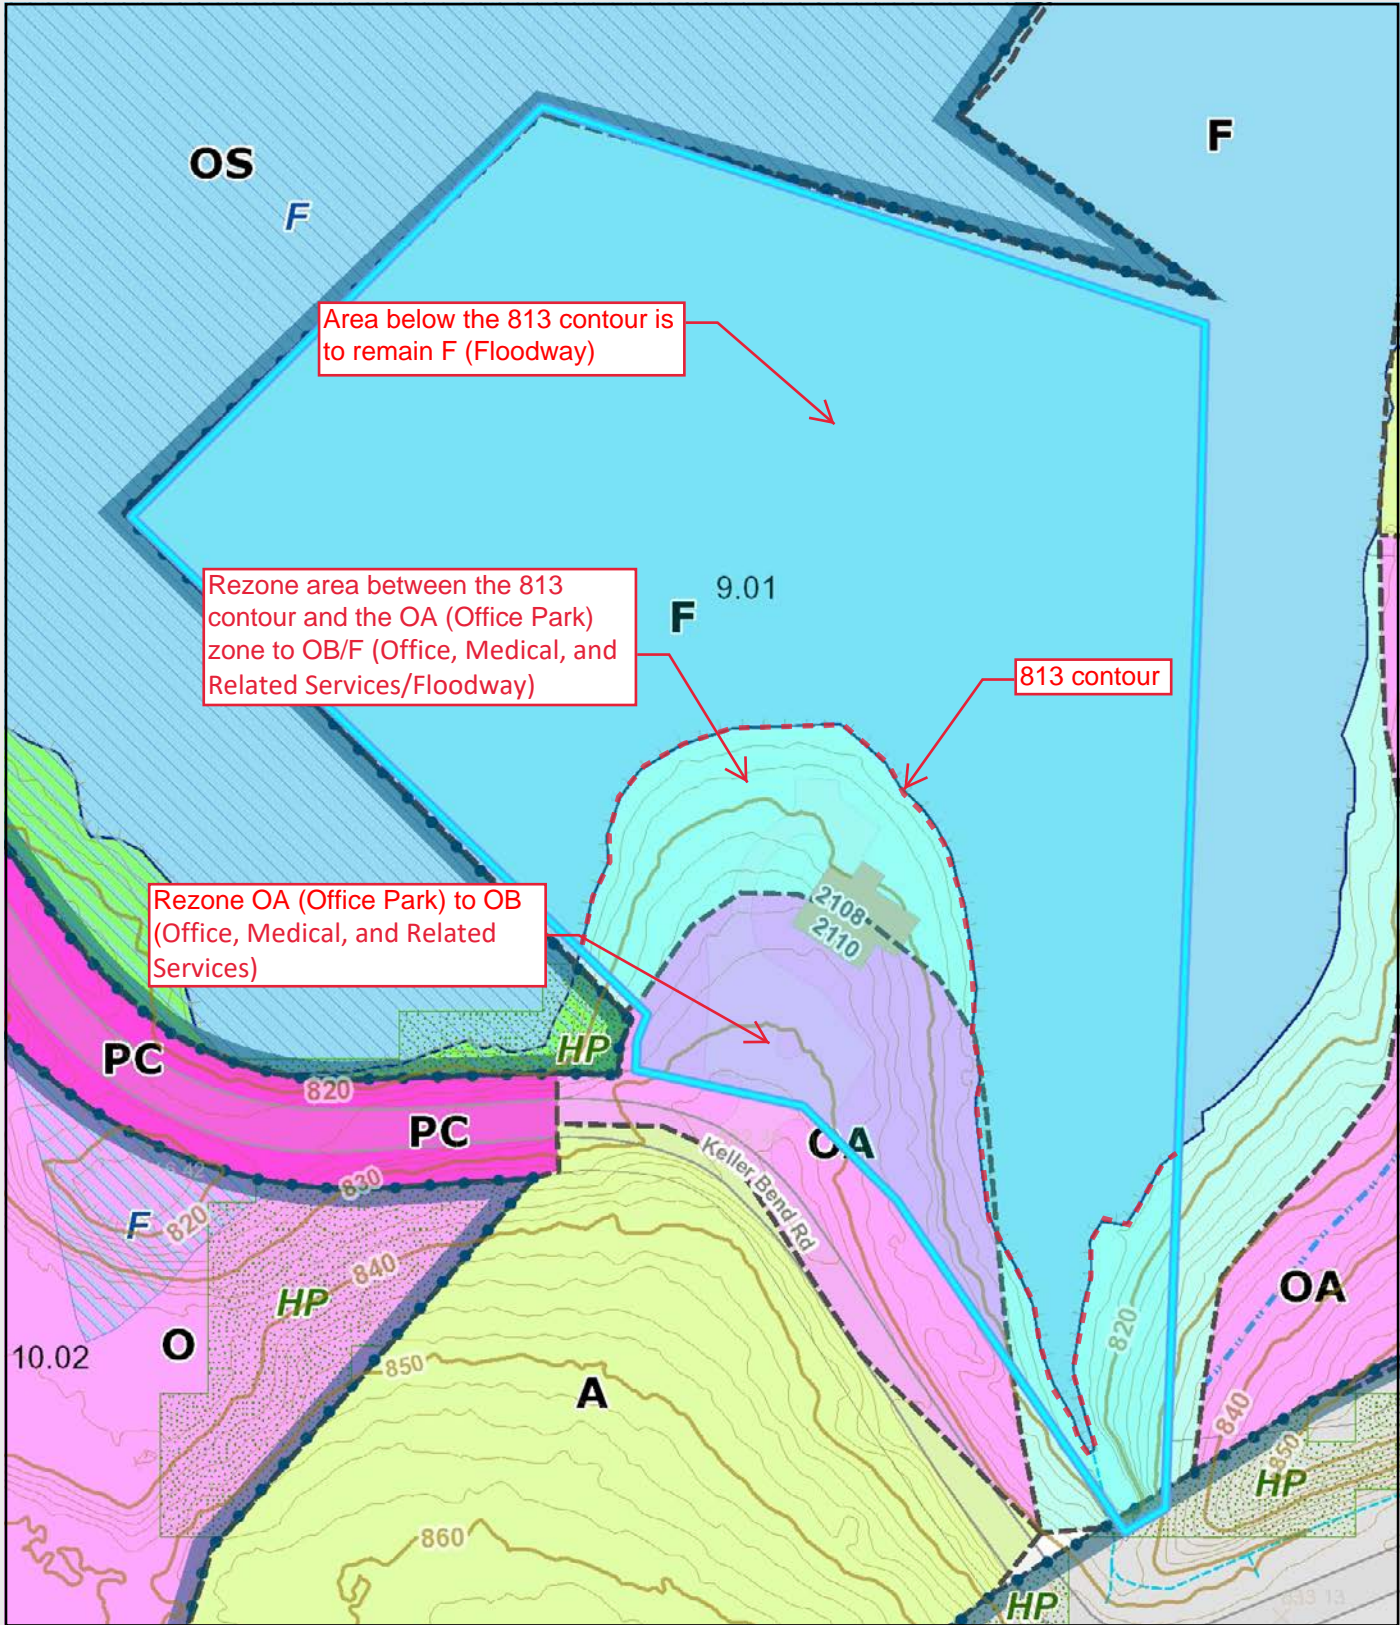 OS
F
F
Area below the 813 contour is
to remain F (Floodway)
Rezone area between the 813
contour and the OA (Office Park)
zone to OB/F (Office, Medical, and
Related Services/Floodway)
9.01
F
813 contour
Rezone OA (Office Park) to OB
(Office, Medical, and Related
Services)
2108-
2110
HP
PC
820
PC
OA
Keller Bend Rd
830
F
820
840
HP
OA
820
O
10.02
850
A
840
850
HP
860
HP